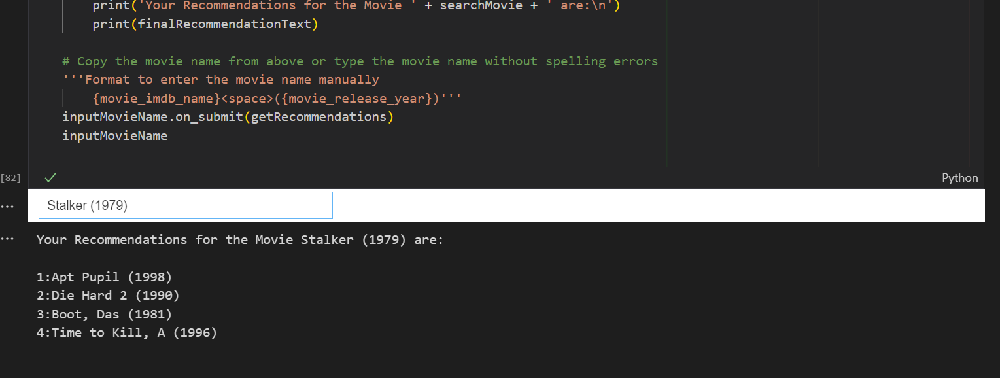 print('Your Recommendations for the Movie ' + searchMovie + ' are:\n')
print(finalRecommendationText)
# Copy the movie name from above or type the movie name without spelling errors
'''Format to enter the movie name manually
{movie_imdb_name}<space>({movie_release_year})'''
inputMovieName.on_submit(getRecommendations)
inputMovieName
[82]
Python
Stalker (1979)
Your Recommendations for the Movie Stalker (1979) are:
1:Apt Pupil (1998)
2:Die Hard 2 (1990)
3:Boot, Das (1981)
4:Time to Kill, A (1996)